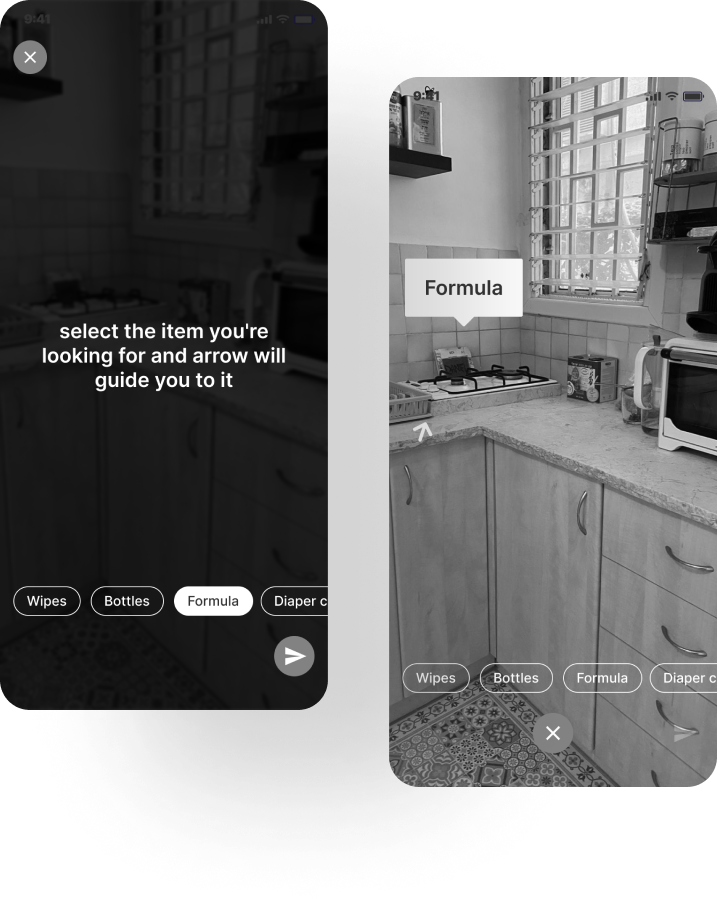 9:41
select the item you're
looking for and arrow will
guide you to it
Wipes
Bottles
Formula
Diaper c
9:41
Formula
Wipes
Bottles
Formula
Diaper c